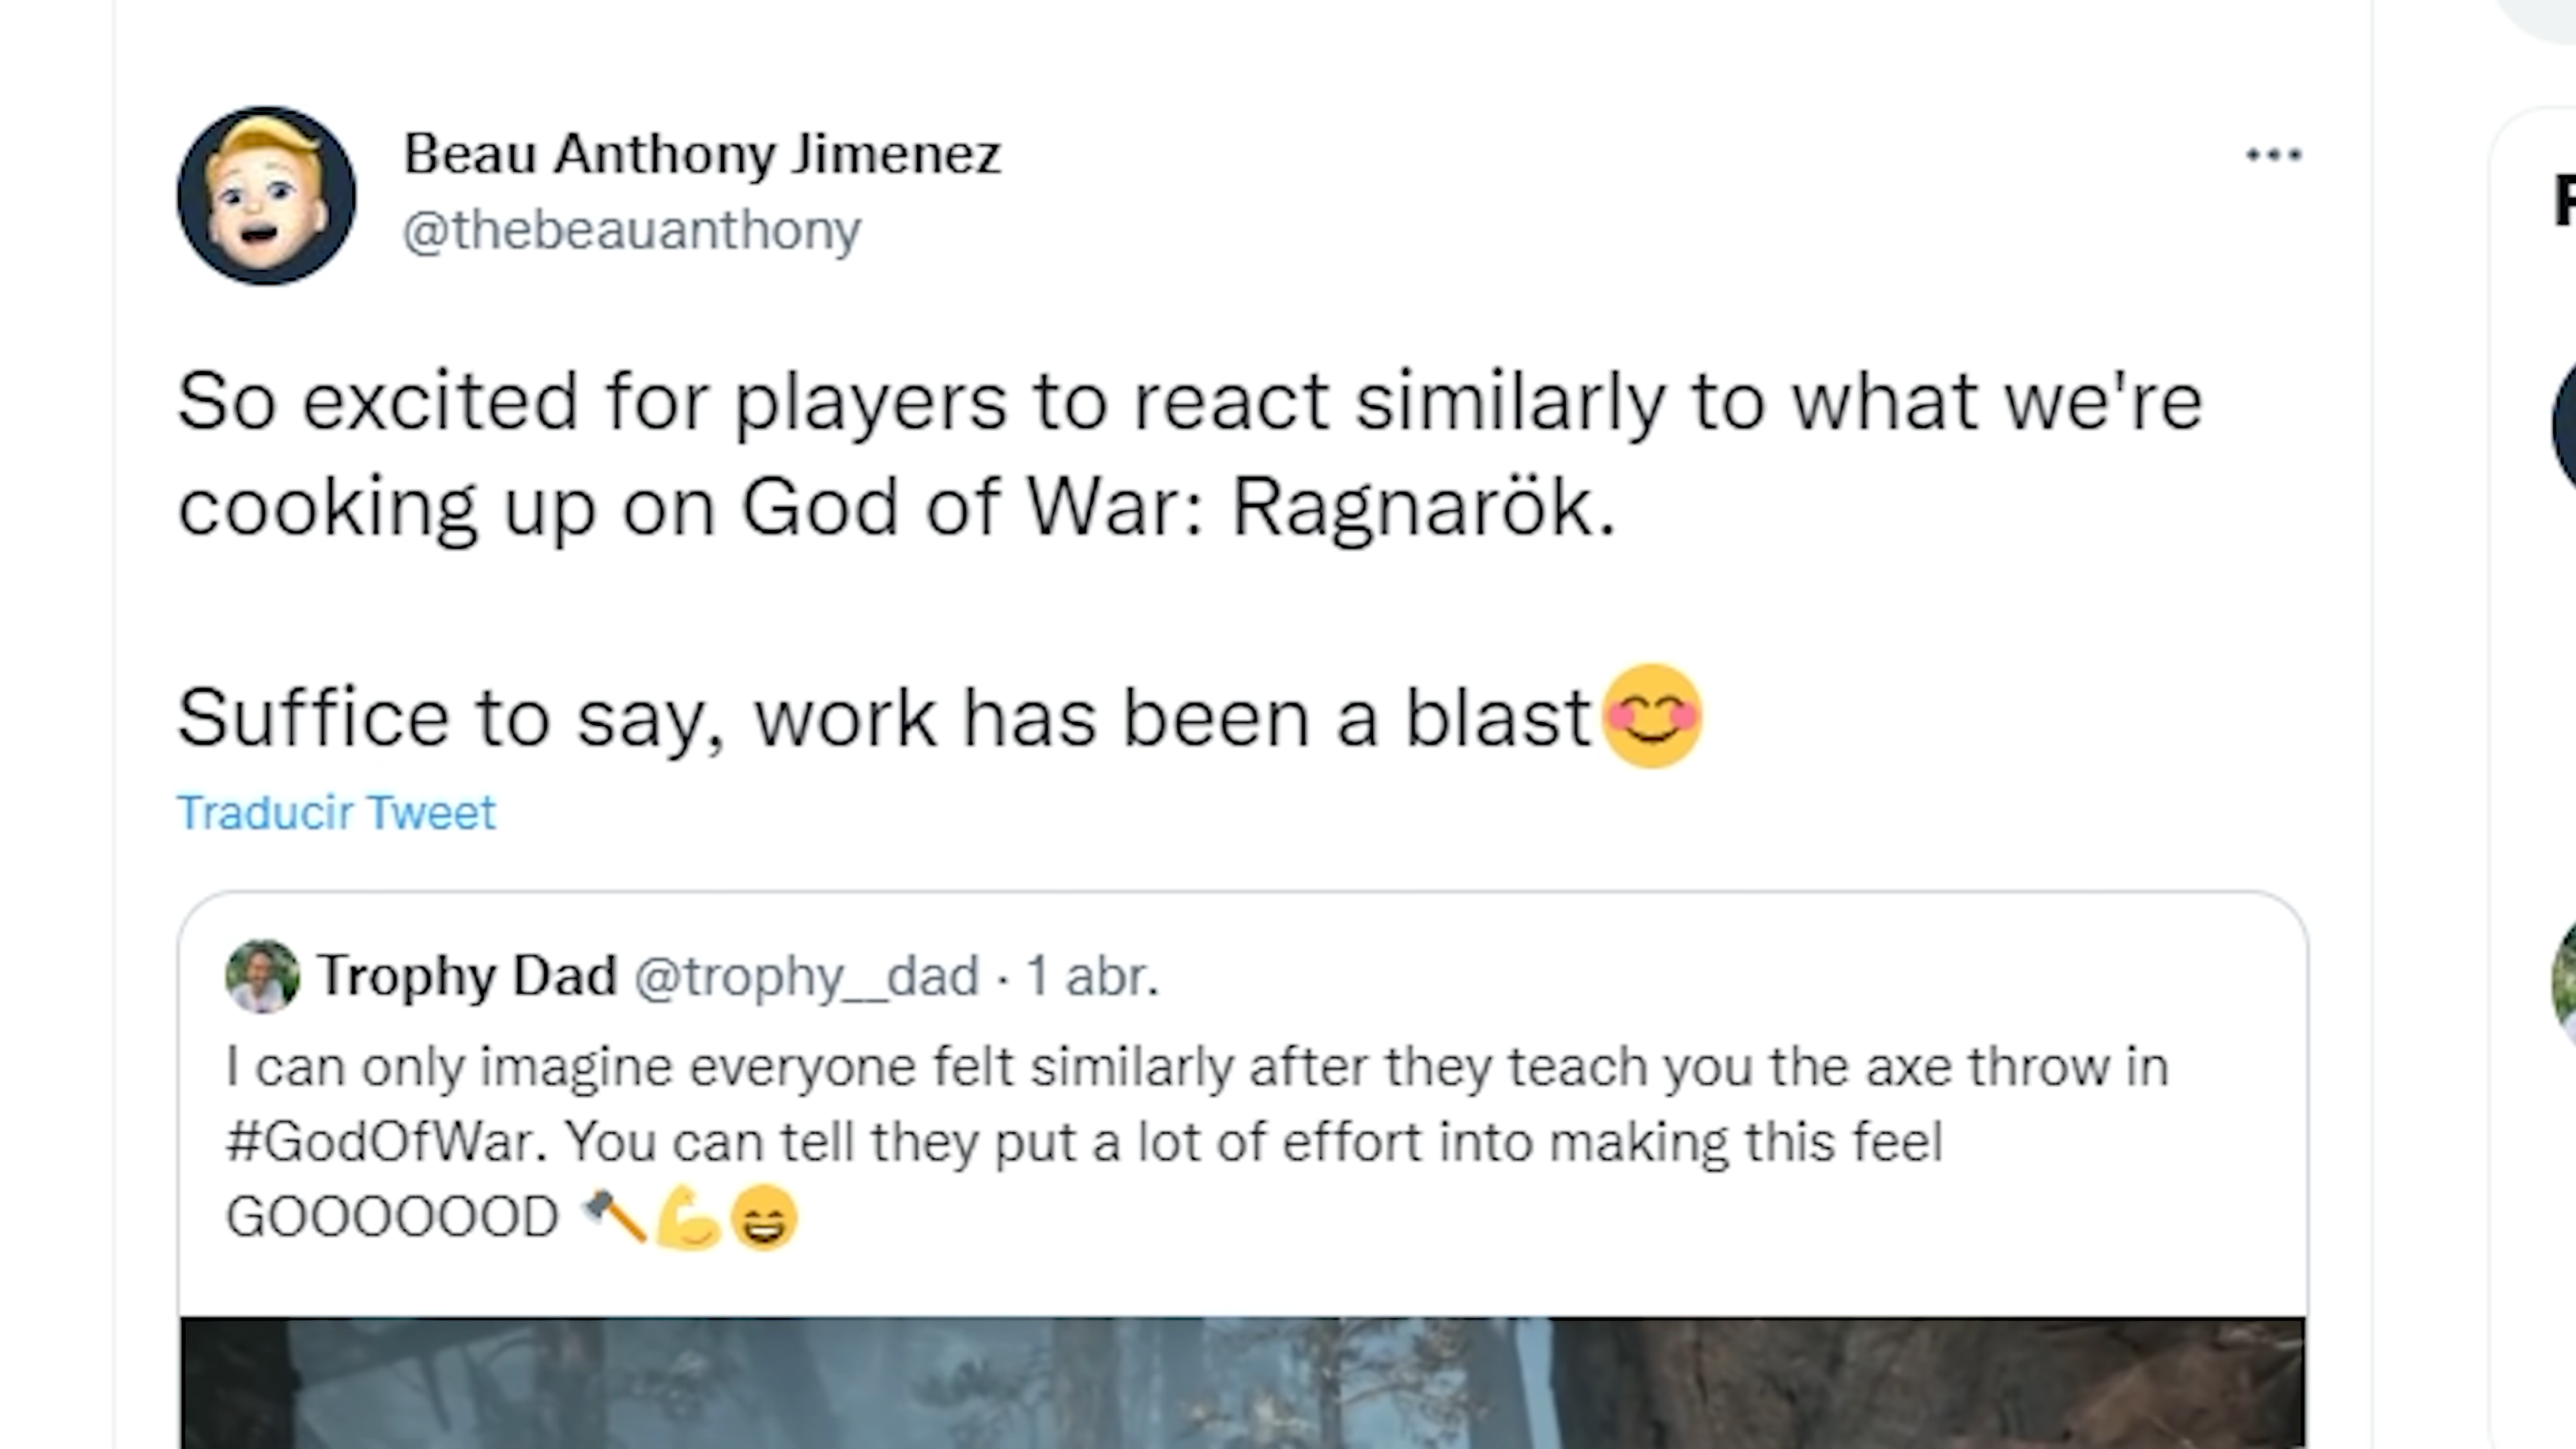 Beau Anthony Jimenez
@thebeauanthony
So excited for players to react similarly to what we're
cooking up on God of War: Ragnarök.
Suffice to say, work has been a blast😊
Traducir Tweet
Trophy Dad @trophy__dad · 1 abr.
I can only imagine everyone felt similarly after they teach you the axe throw in
#GodOfWar. You can tell they put a lot of effort into making this feel
GOOOOOOD 🪓💪😄